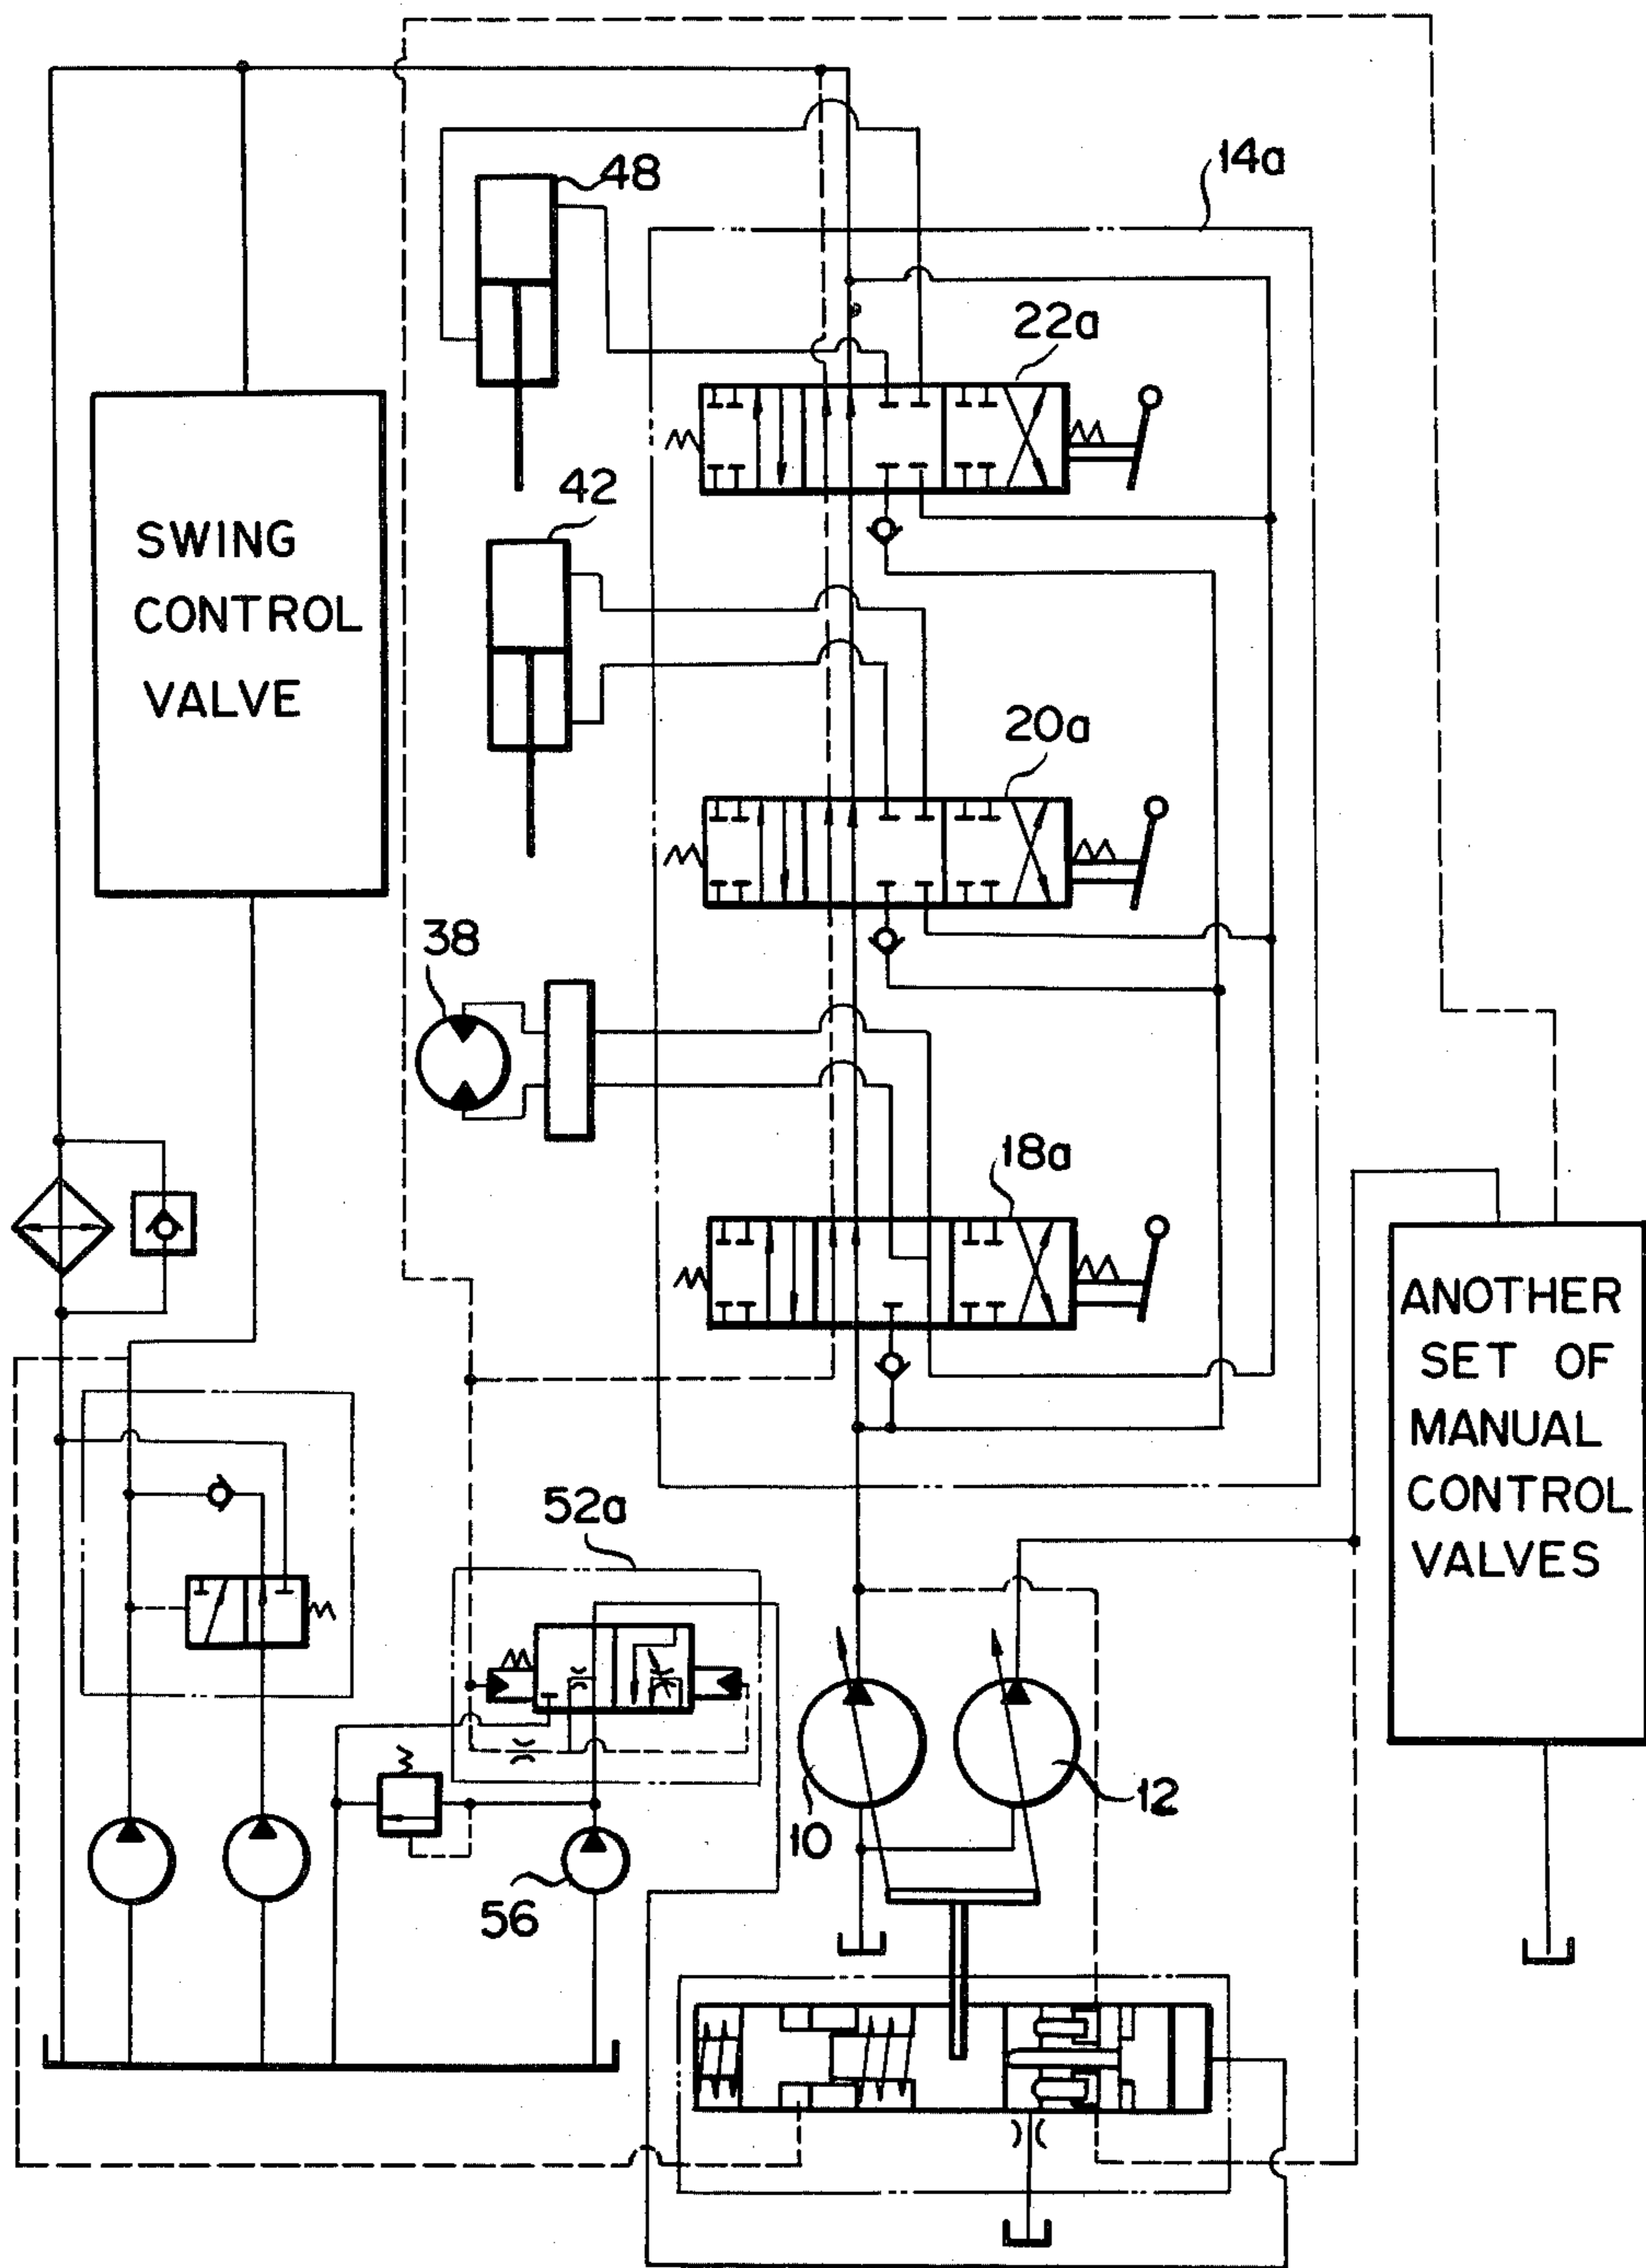 14a
48
22a
SWING
CONTROL
VALVE
42
20a
38
18a
ANOTHER
SET OF
MANUAL
CONTROL
VALVES
52a
10
12
56